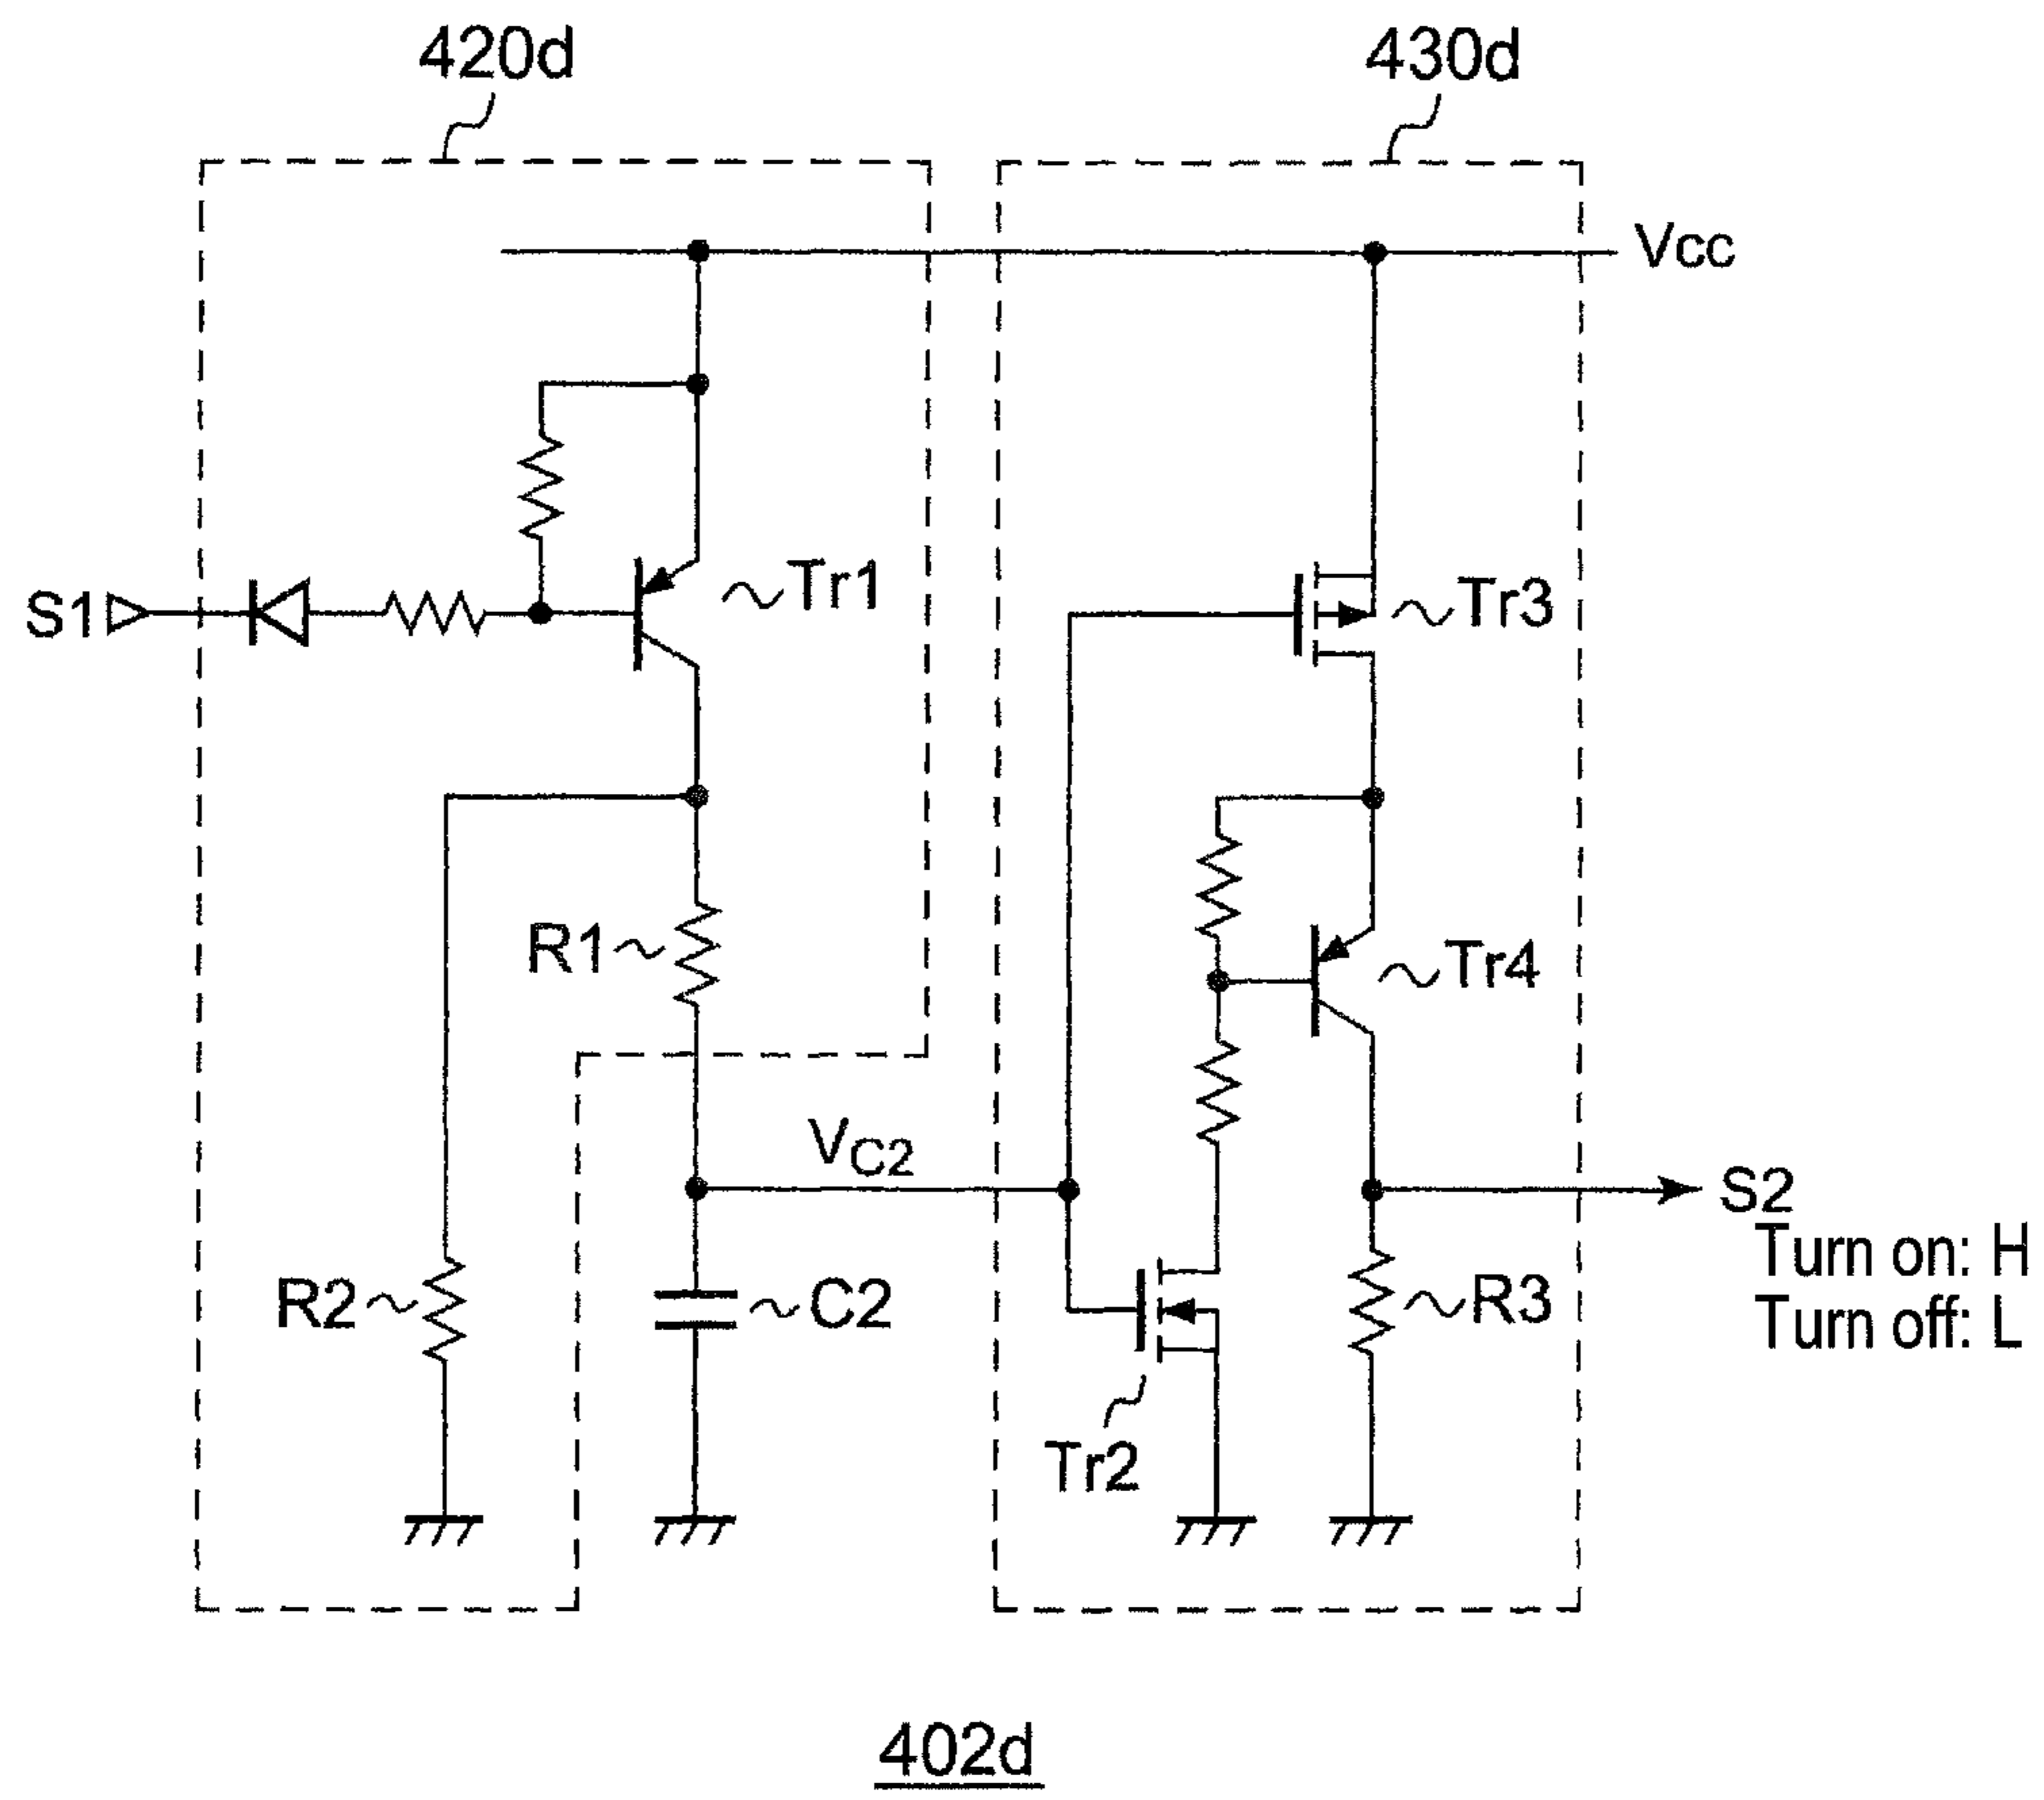 420d
430d
Vcc
S1
Tr1
Tr3
R1
Tr4
VC2
S2
Turn on: H
Turn off: L
R2
C2
R3
Tr2
402d